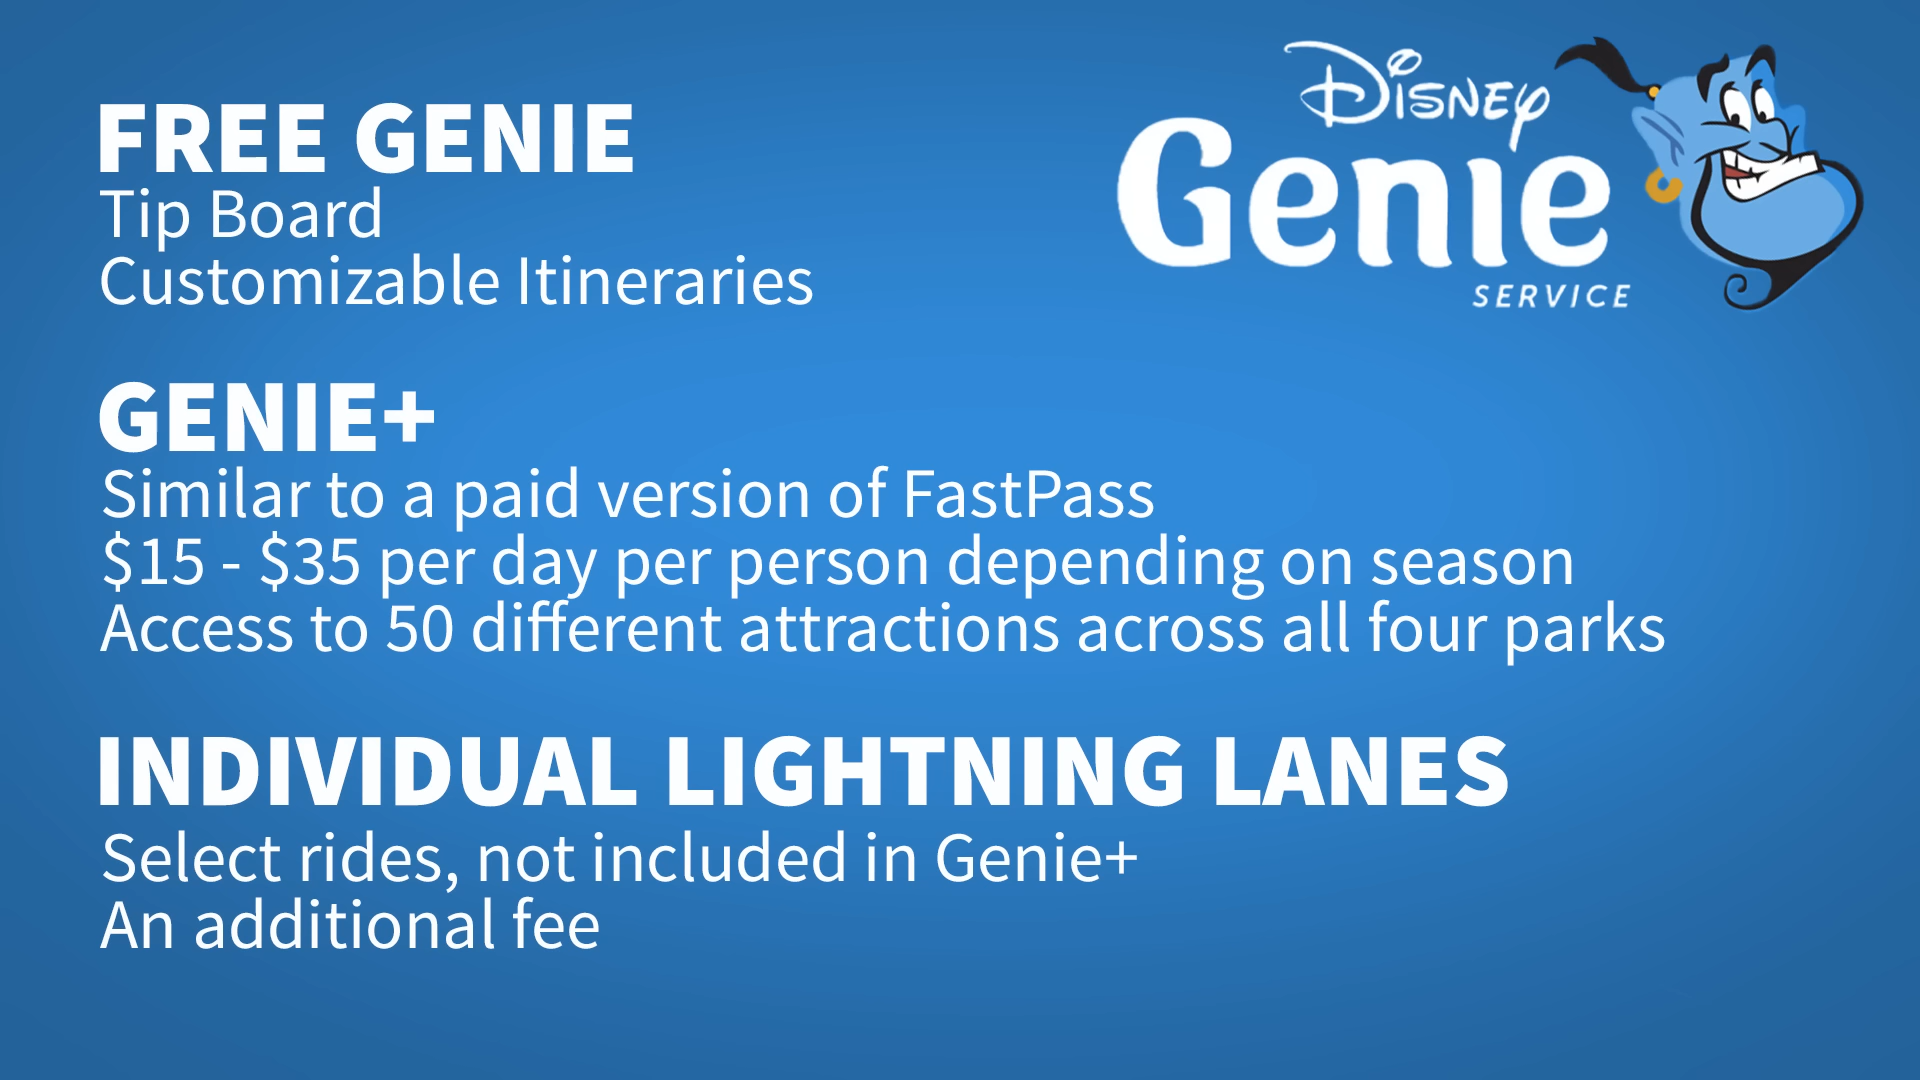 FREE GENIE
Tip Board
Customizable Itineraries
Disney
Genie
SERVICE
GENIE+
Similar to a paid version of FastPass
$15 - $35 per day per person depending on season
Access to 50 different attractions across all four parks
INDIVIDUAL LIGHTNING LANES
Select rides, not included in Genie+
An additional fee